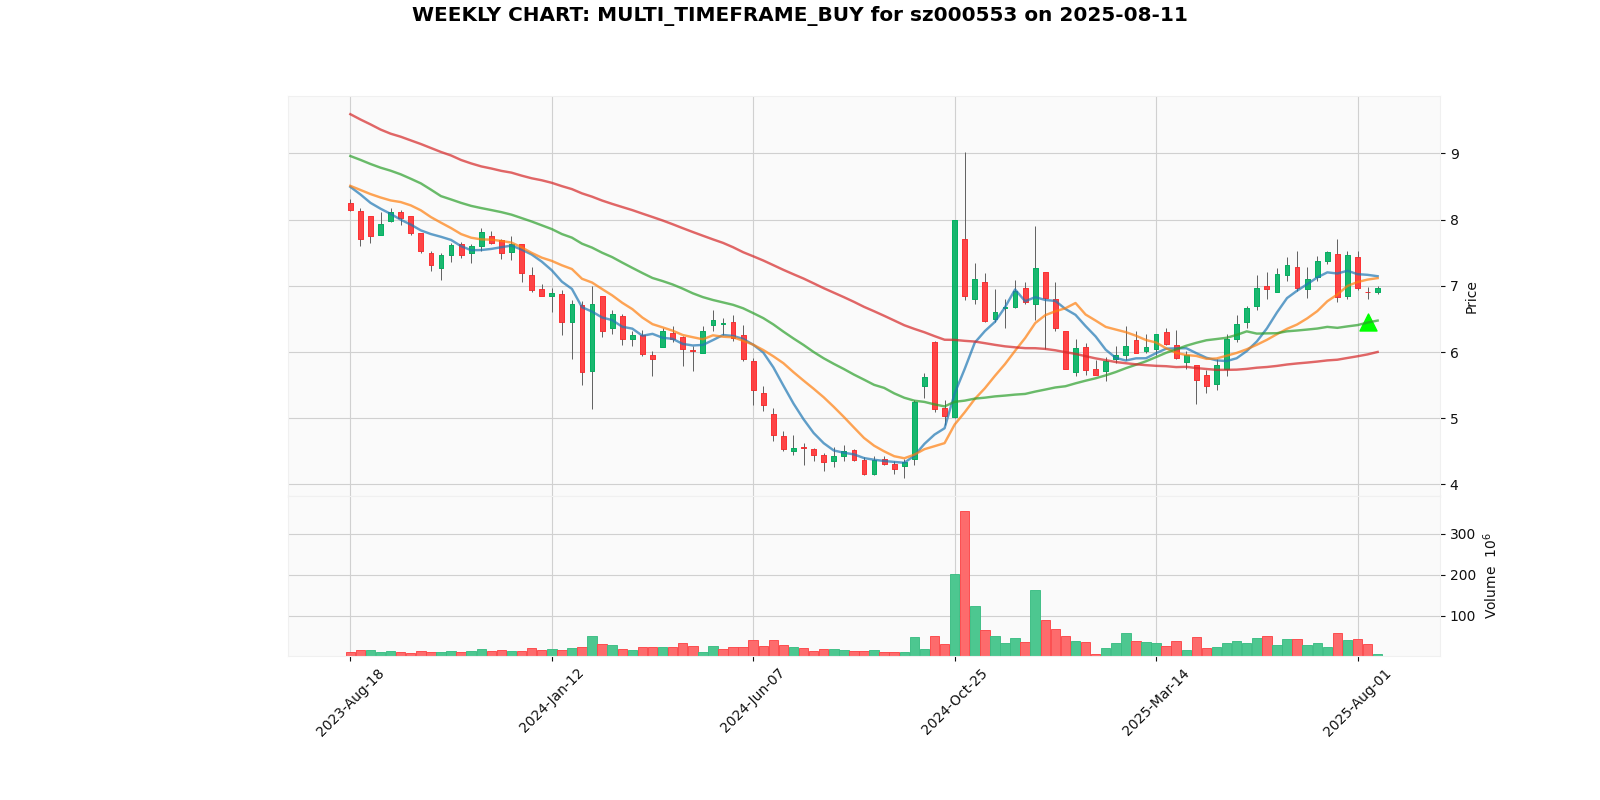 WEEKLY CHART: MULTI_TIMEFRAME_BUY for sz000553 on 2025-08-11
9
8
7
6
5
4
Price
300
200
100
Volume 10⁶
2023-Aug-18
2024-Jan-12
2024-Jun-07
2024-Oct-25
2025-Mar-14
2025-Aug-01